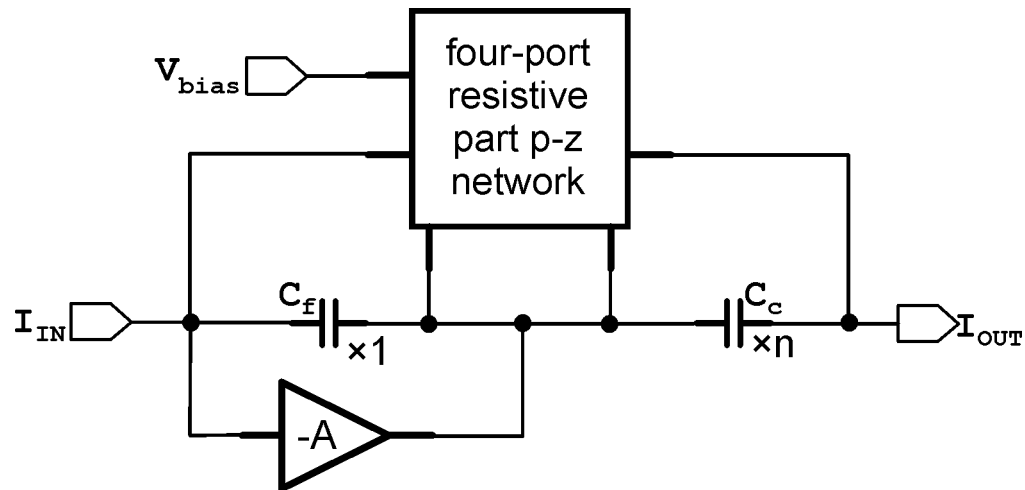 four-port
resistive
part p-z
network
Vbias
Cf
×1
Cc
×n
IIN
IOUT
-A